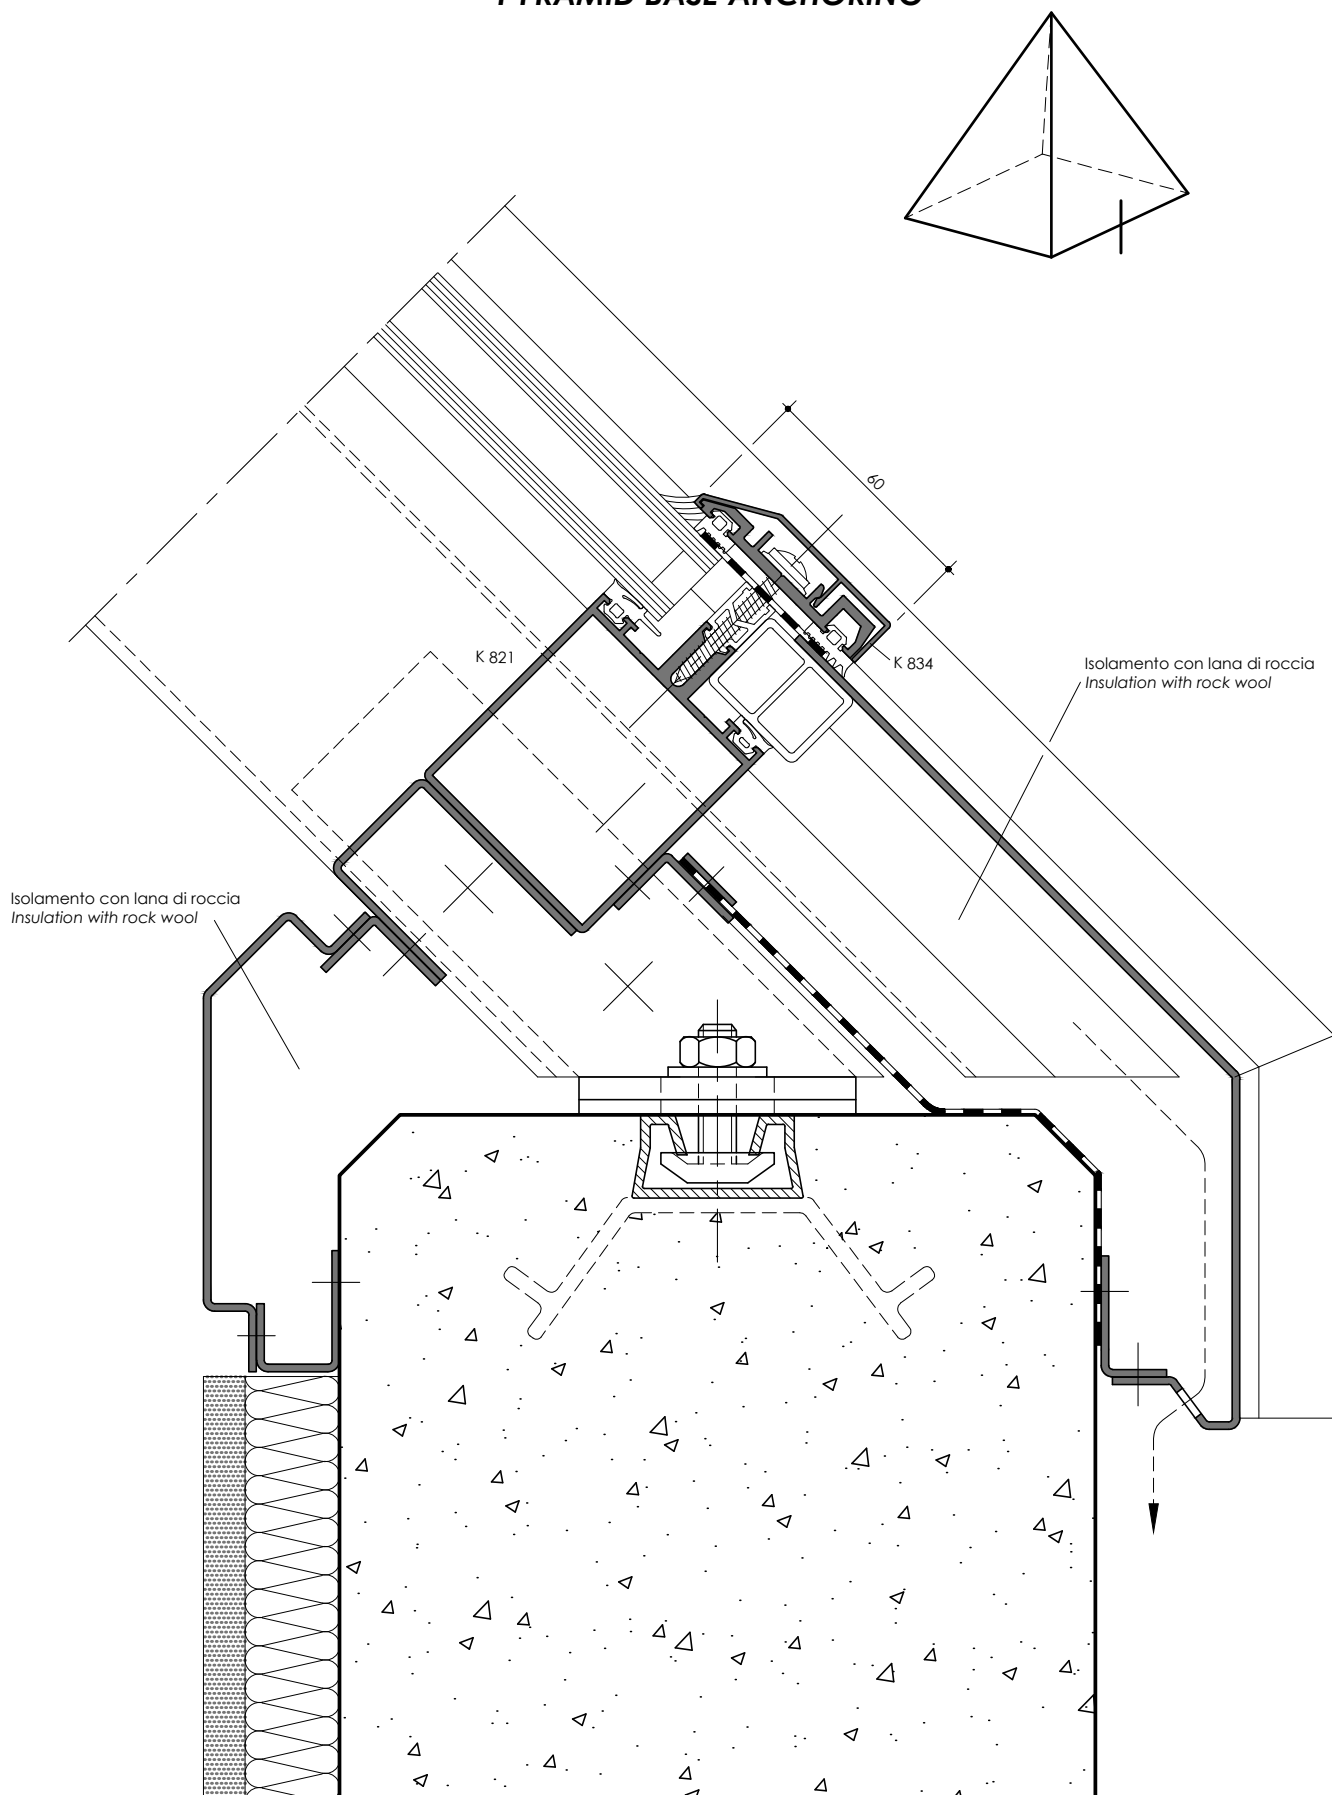 PYRAMID BASE ANCHORING
60
K 821
K 834
Isolamento con lana di roccia
Insulation with rock wool
Isolamento con lana di roccia
Insulation with rock wool